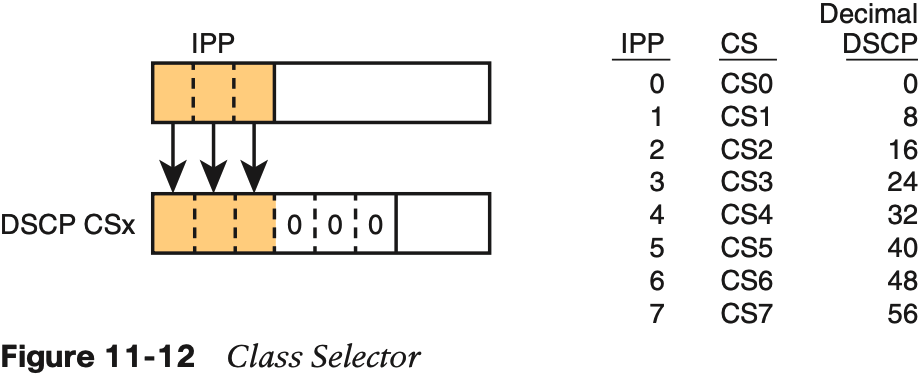 IPP
DSCP CSx 0 0 0
Decimal
IPP CS DSCP
0 CS0 0
1 CS1 8
2 CS2 16
3 CS3 24
4 CS4 32
5 CS5 40
6 CS6 48
7 CS7 56
Figure 11-12 Class Selector